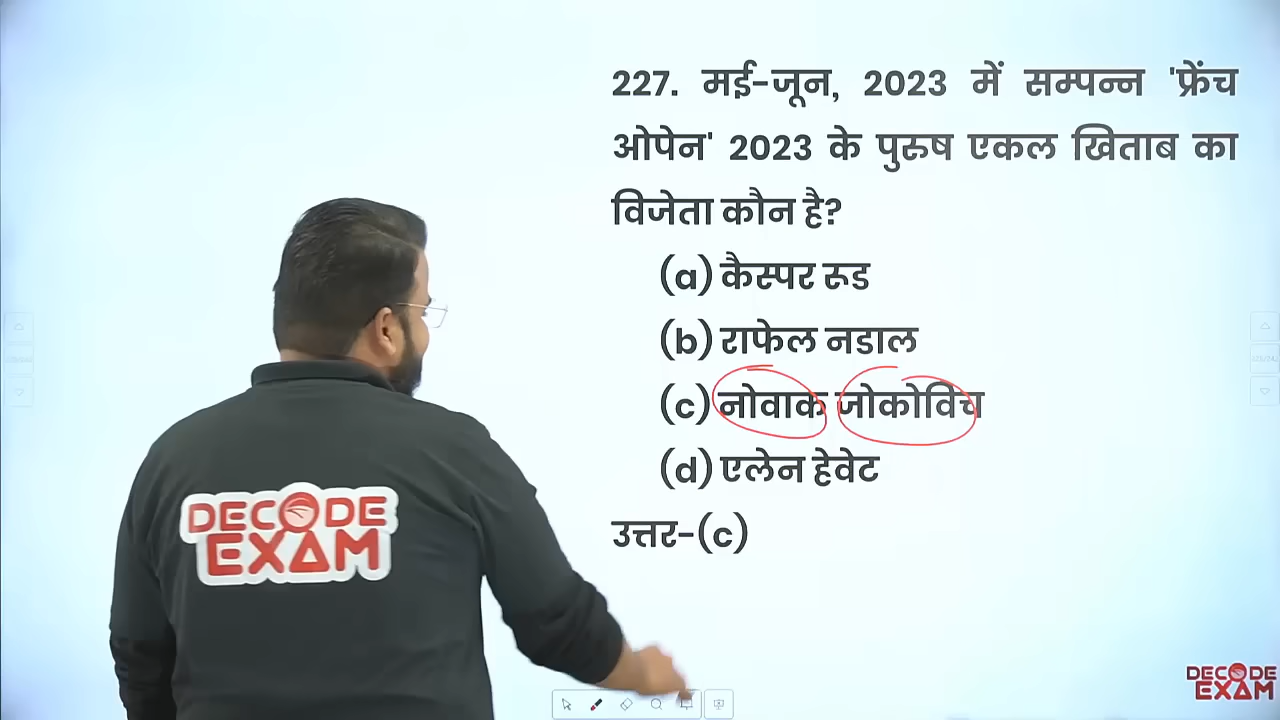 227. मई-जून, 2023 में सम्पन्न 'फ्रेंच
ओपेन' 2023 के पुरुष एकल खिताब का
विजेता कौन है?
(a) कैस्पर रूड
(b) राफेल नडाल
(c) नोवाक जोकोविच
(d) एलेन हेवेट
उत्तर-(c)
DECODE
EXAM
DECODE
EXAM